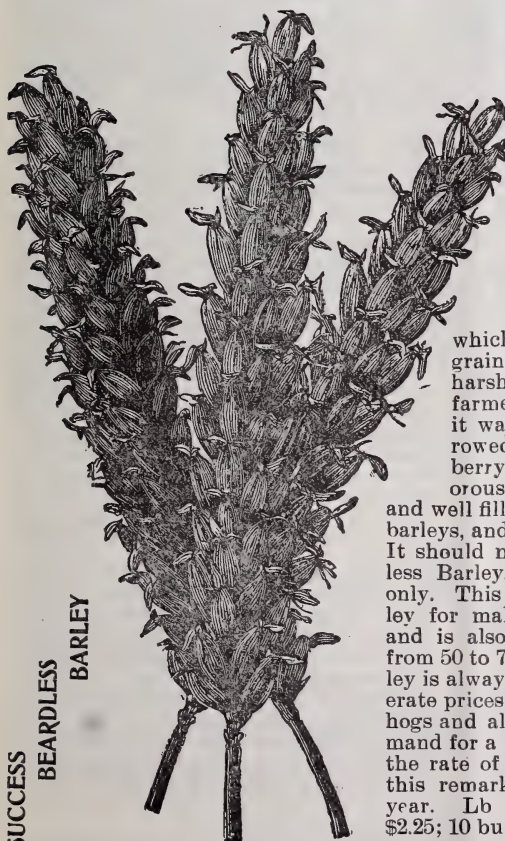 SUCCESS
BEARDLESS
BARLEY
which
grain
harsh
farme
it wa
rowed
berry
orous
and well fill
barleys, and
It should n
less Barley
only. This
ley for mal
and is also
from 50 to 7
ley is alway
erate prices
hogs and al
mand for a
the rate of
this remark
year. Lb
$2.25; 10 bu